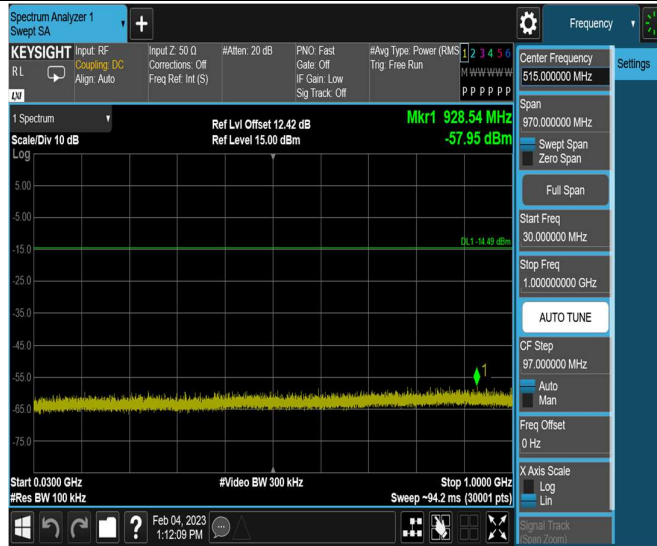 Spectrum Analyzer 1
Swept SA
Frequency
KEYSIGHT
R L
LXI
Input: RF
Coupling: DC
Align: Auto
Input Z: 50 Ω
Corrections: Off
Freq Ref: Int (S)
#Atten: 20 dB
PNO: Fast
Gate: Off
IF Gain: Low
Sig Track: Off
#Avg Type: Power (RMS
Trig: Free Run
1 2 3 4 5 6
M W W W W W
P P P P P P
1 Spectrum
Scale/Div 10 dB
Log
Ref Lvl Offset 12.42 dB
Ref Level 15.00 dBm
Mkr1 928.54 MHz
-57.95 dBm
5.00
-5.00
-15.0
-25.0
-35.0
-45.0
-55.0
-65.0
-75.0
DL1 -14.49 dBm
1
Start 0.0300 GHz
#Res BW 100 kHz
#Video BW 300 kHz
Stop 1.0000 GHz
Sweep ~94.2 ms (30001 pts)
Feb 04, 2023
1:12:09 PM
Center Frequency
515.000000 MHz
Settings
Span
970.000000 MHz
Swept Span
Zero Span
Full Span
Start Freq
30.000000 MHz
Stop Freq
1.000000000 GHz
AUTO TUNE
CF Step
97.000000 MHz
Auto
Man
Freq Offset
0 Hz
X Axis Scale
Log
Lin
Signal Track
(Span Zoom)